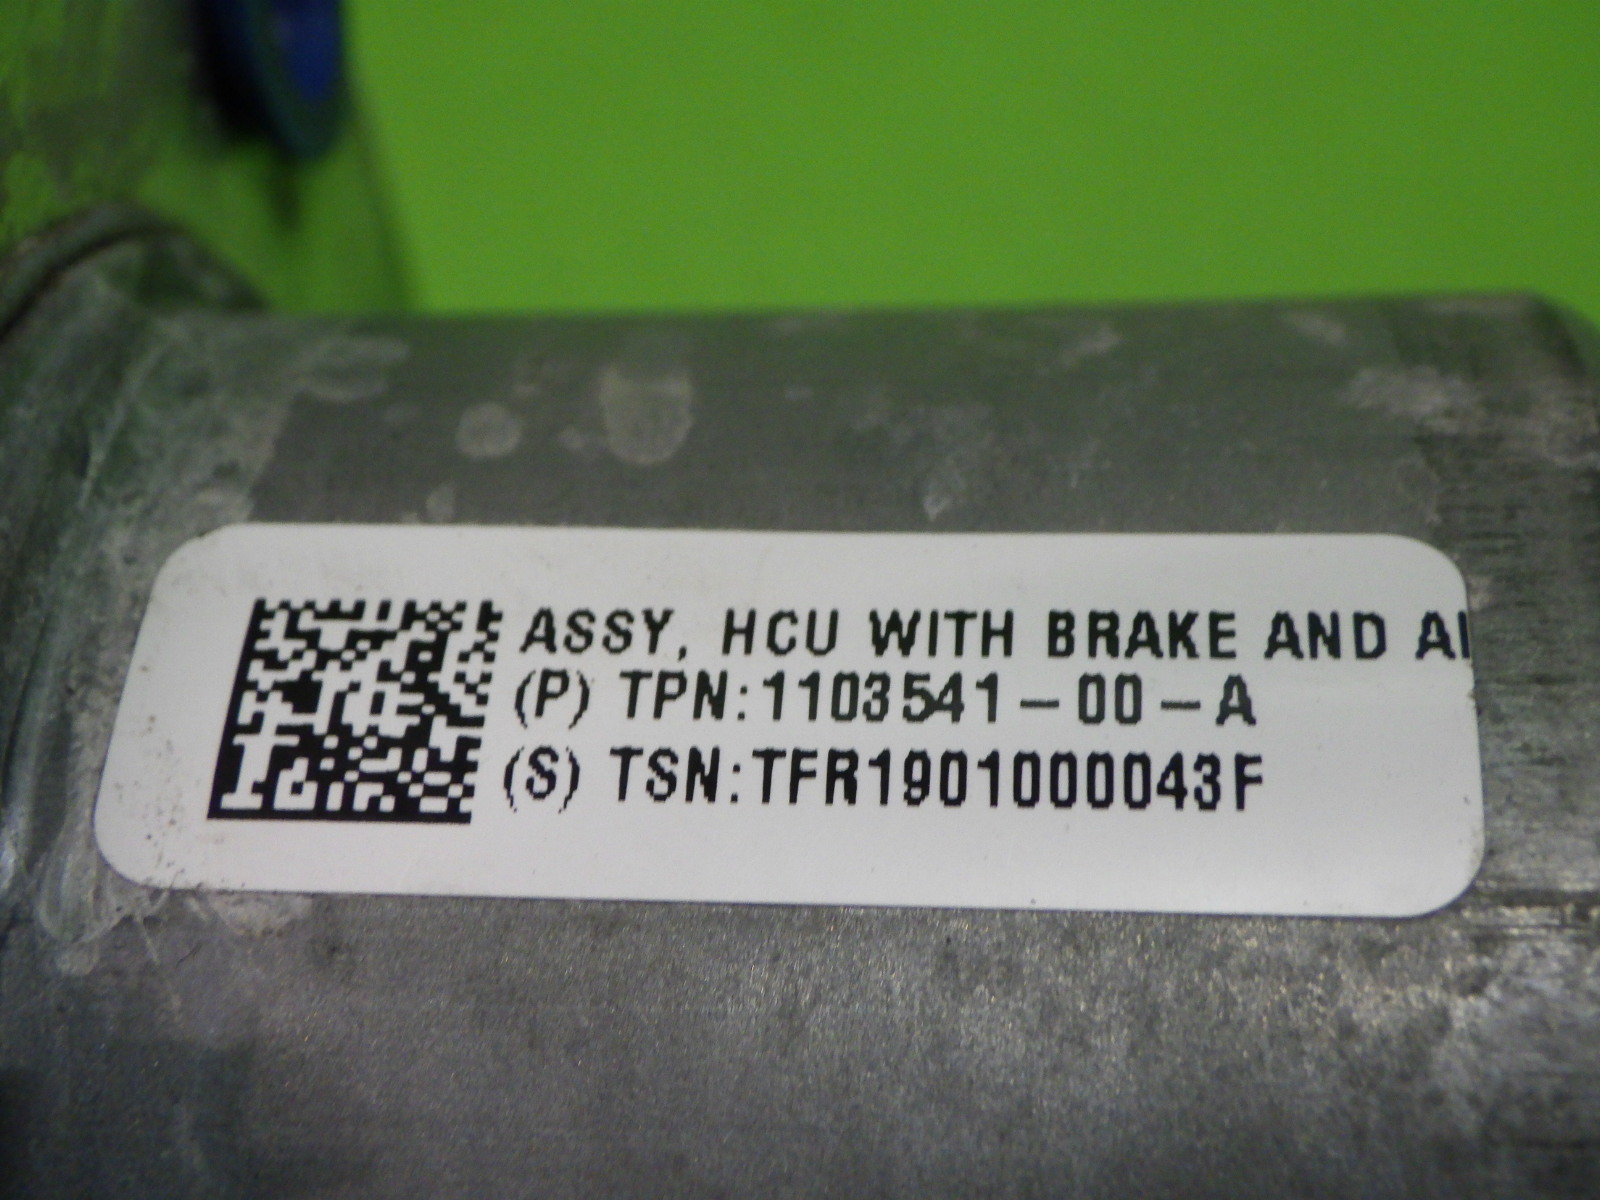 ASSY, HCU WITH BRAKE AND
(P) TPN:1103541-00-A
(S) TSN:TFR1901000043F